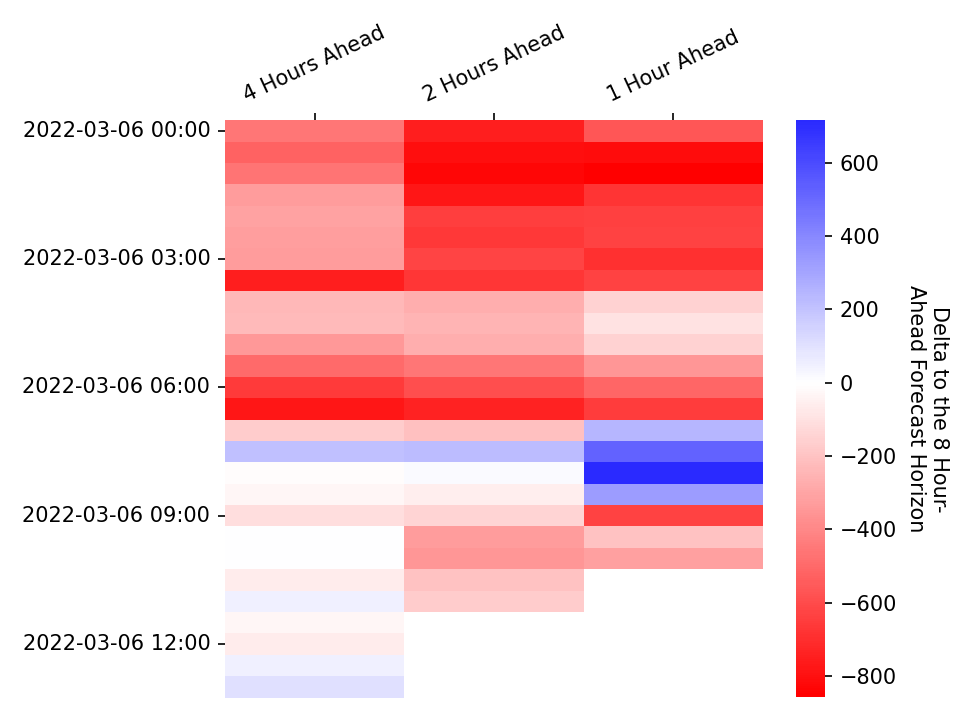 4 Hours Ahead
2 Hours Ahead
1 Hour Ahead
2022-03-06 00:00
2022-03-06 03:00
2022-03-06 06:00
2022-03-06 09:00
2022-03-06 12:00
600
400
200
0
−200
−400
−600
−800
Delta to the 8 Hour-
Ahead Forecast Horizon